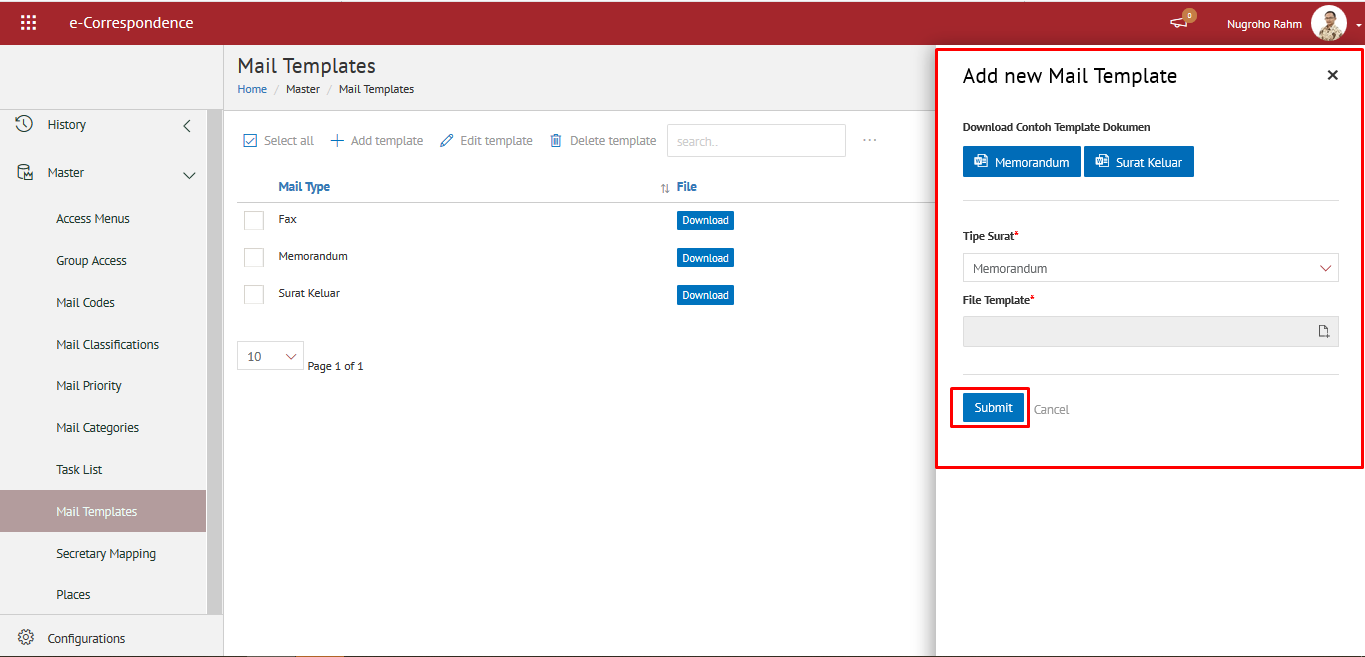 e-Correspondence
0
Nugroho Rahm
Mail Templates
Home / Master / Mail Templates
History
Master
Access Menus
Group Access
Mail Codes
Mail Classifications
Mail Priority
Mail Categories
Task List
Mail Templates
Secretary Mapping
Places
Configurations
Select all
Add template
Edit template
Delete template
search..
...
Mail Type
File
Fax
Download
Memorandum
Download
Surat Keluar
Download
10
Page 1 of 1
Add new Mail Template
Download Contoh Template Dokumen
Memorandum
Surat Keluar
Tipe Surat*
Memorandum
File Template*
Submit
Cancel